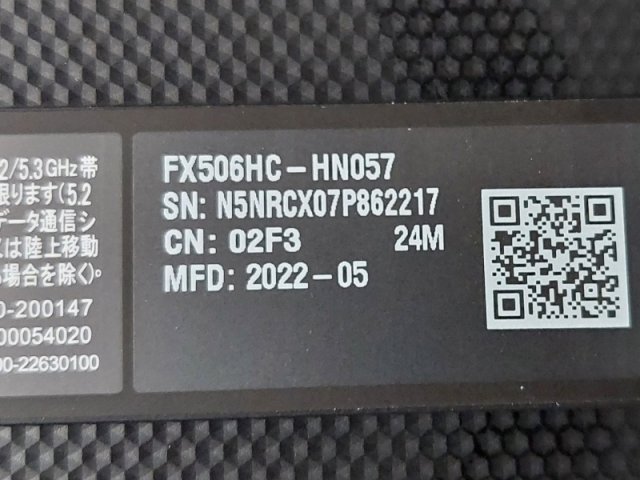 2/5.3 GHz帯
限ります(5.2
データ通信シ
は陸上移動
場合を除く)。
0-200147
00054020
00-22630100
FX506HC-HN057
SN: N5NRCX07P862217
CN: 02F3 24M
MFD: 2022-05